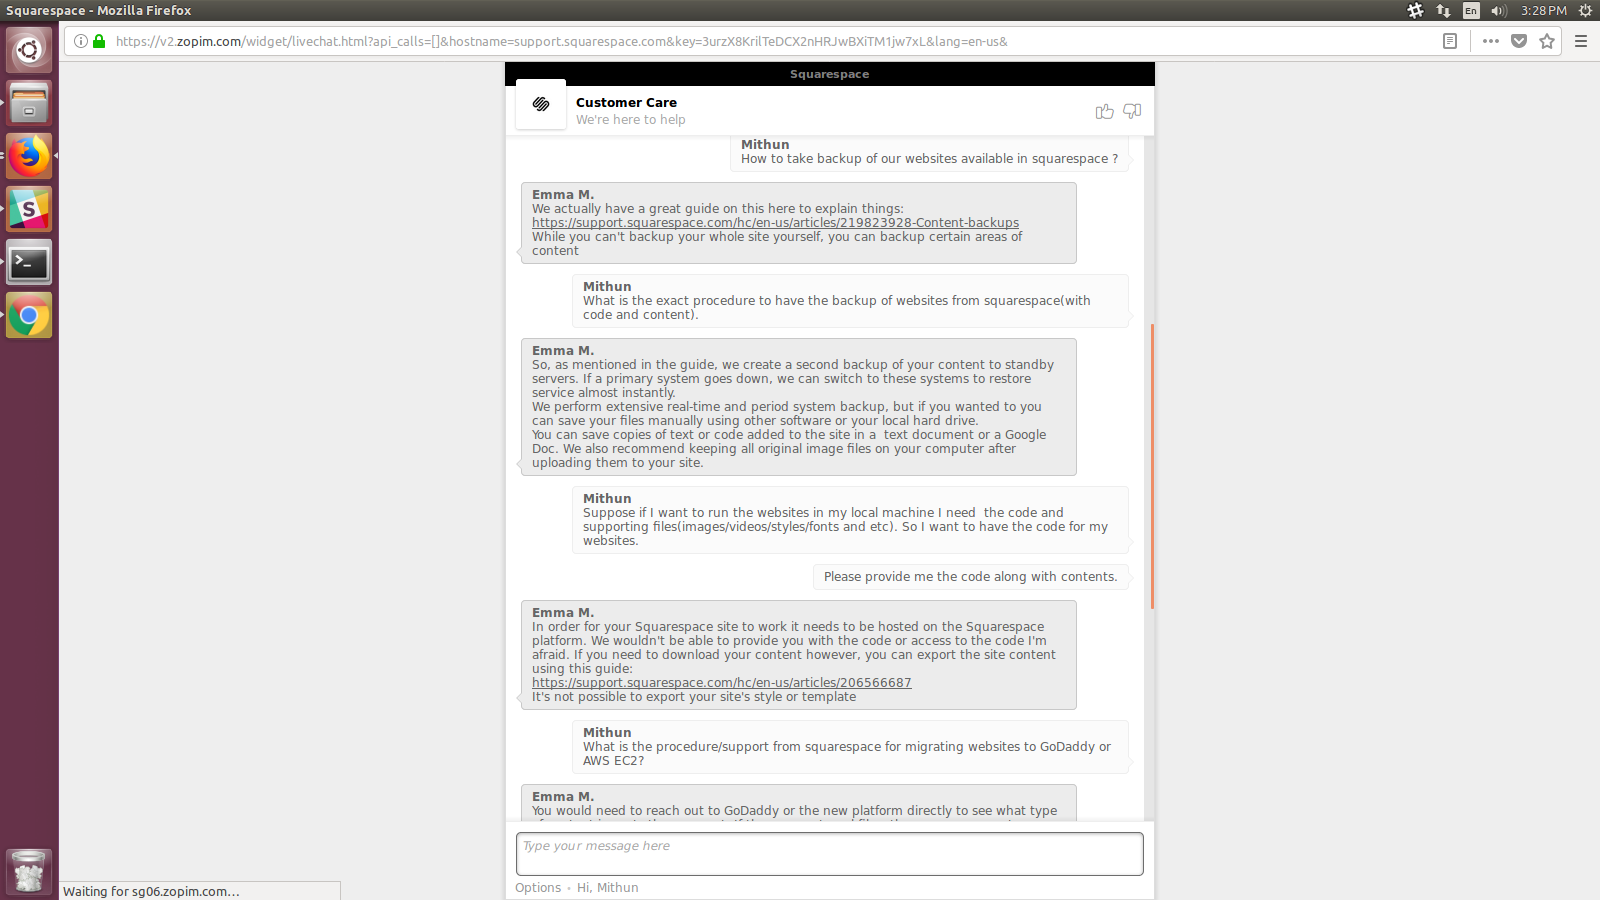 Squarespace - Mozilla Firefox
En
3:28 PM
https://v2.zopim.com/widget/livechat.html?api_calls=[]&hostname=support.squarespace.com&key=3urzX8KrilTeDCX2nHRJwBXiTM1jw7xL&lang=en-us&
Squarespace
Customer Care
We're here to help
Mithun
How to take backup of our websites available in squarespace ?
Emma M.
We actually have a great guide on this here to explain things:
https://support.squarespace.com/hc/en-us/articles/219823928-Content-backups
While you can't backup your whole site yourself, you can backup certain areas of
content
Mithun
What is the exact procedure to have the backup of websites from squarespace(with
code and content).
Emma M.
So, as mentioned in the guide, we create a second backup of your content to standby
servers. If a primary system goes down, we can switch to these systems to restore
service almost instantly.
We perform extensive real-time and period system backup, but if you wanted to you
can save your files manually using other software or your local hard drive.
You can save copies of text or code added to the site in a  text document or a Google
Doc. We also recommend keeping all original image files on your computer after
uploading them to your site.
Mithun
Suppose if I want to run the websites in my local machine I need  the code and
supporting files(images/videos/styles/fonts and etc). So I want to have the code for my
websites.
Please provide me the code along with contents.
Emma M.
In order for your Squarespace site to work it needs to be hosted on the Squarespace
platform. We wouldn't be able to provide you with the code or access to the code I'm
afraid. If you need to download your content however, you can export the site content
using this guide:
https://support.squarespace.com/hc/en-us/articles/206566687
It's not possible to export your site's style or template
Mithun
What is the procedure/support from squarespace for migrating websites to GoDaddy or
AWS EC2?
Emma M.
You would need to reach out to GoDaddy or the new platform directly to see what type
Type your message here
Options • Hi, Mithun
Waiting for sg06.zopim.com...